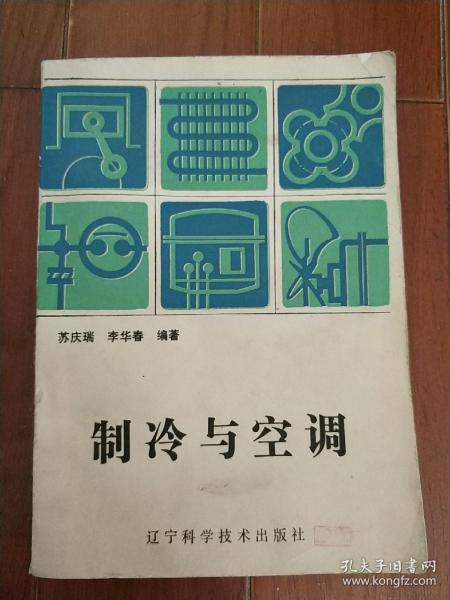 苏庆瑞 李华春 编著
制冷与空调
辽宁科学技术出版社
孔夫子旧书网
www.kongfz.com